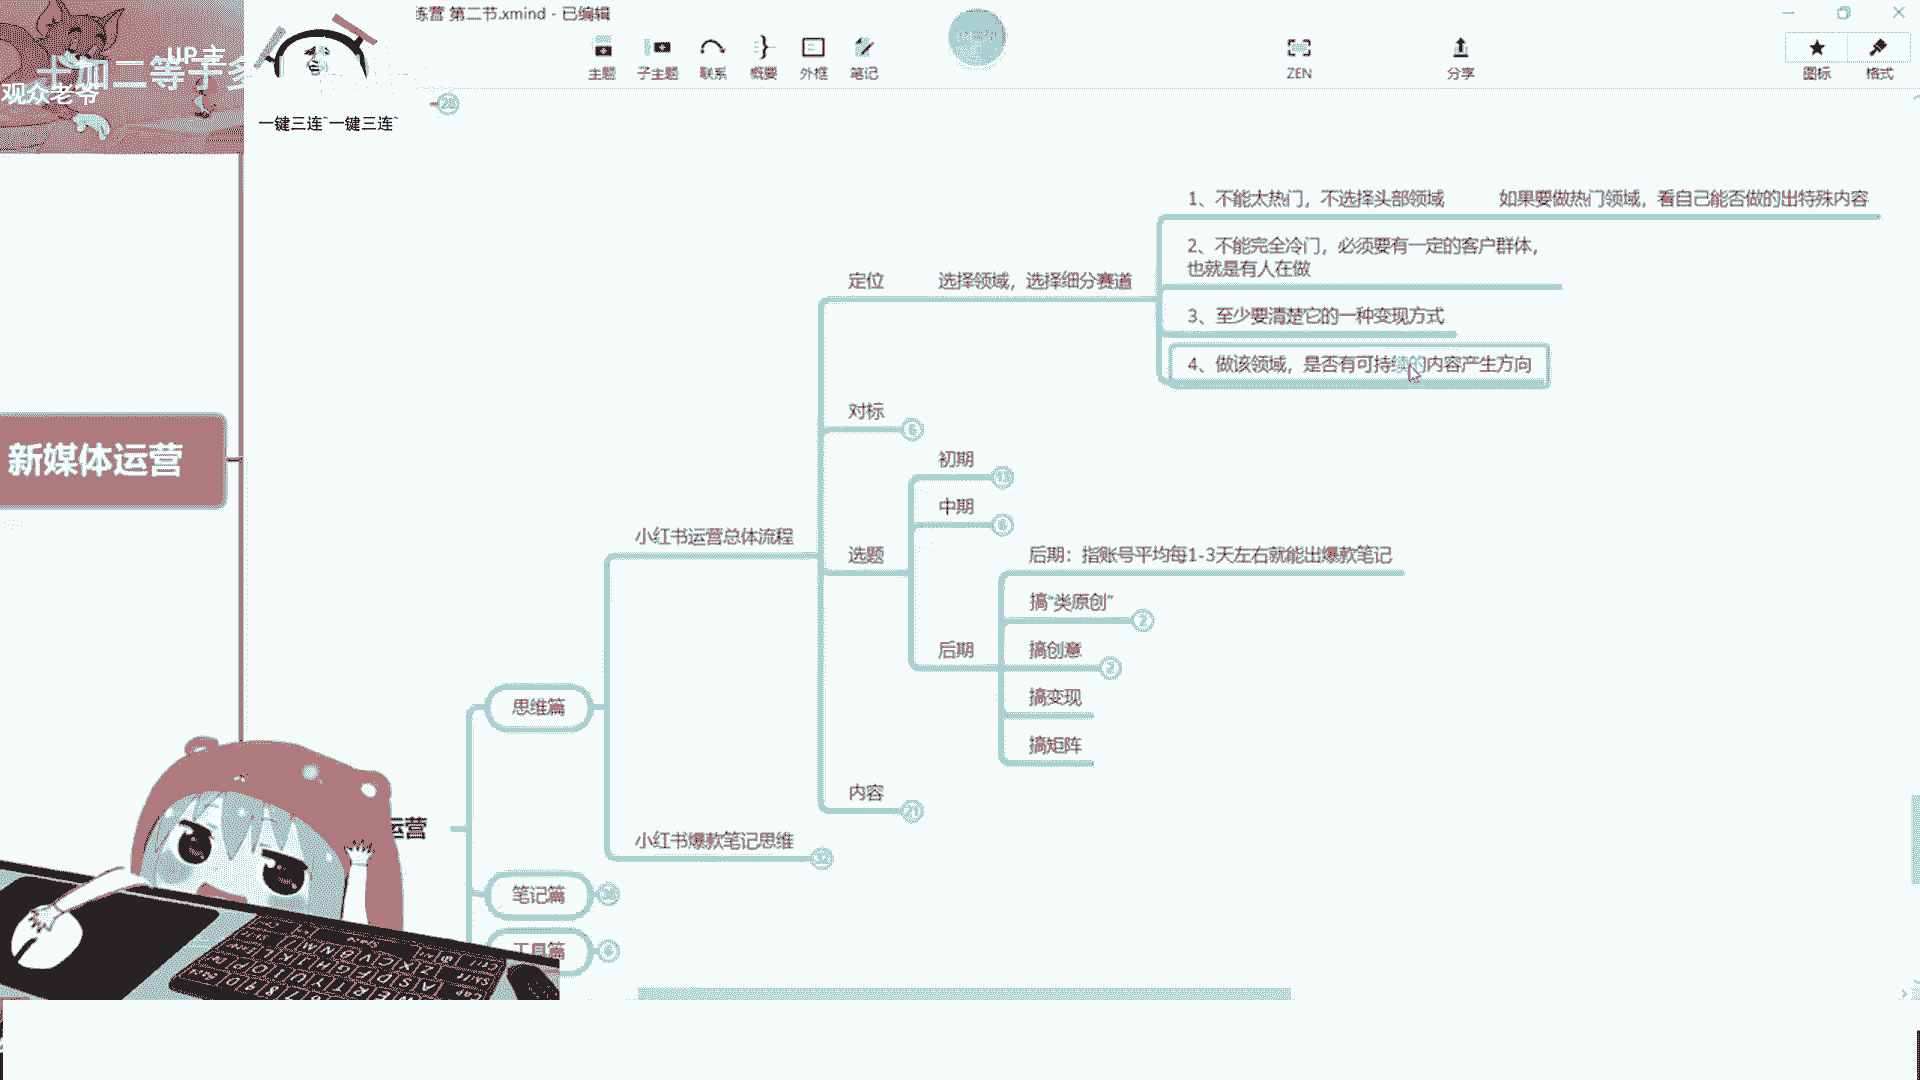 练营 第二节.xmind - 已编辑
UP主
十加二等于多
观众老爷
一键三连~一键三连~
主题
子主题
联系
概要
外框
笔记
ZEN
分享
图标
格式
28
新媒体运营
1、不能太热门，不选择头部领域
如果要做热门领域，看自己能否做的出特殊内容
2、不能完全冷门，必须要有一定的客户群体，
也就是有人在做
定位
选择领域，选择细分赛道
3、至少要清楚它的一种变现方式
4、做该领域，是否有可持续的内容产生方向
对标
初期
中期
小红书运营总体流程
选题
后期：指账号平均每1-3天左右就能出爆款笔记
搞“类原创”
2
后期
搞创意
2
搞变现
思维篇
搞矩阵
内容
21
运营
小红书爆款笔记思维
笔记篇
工具篇
6